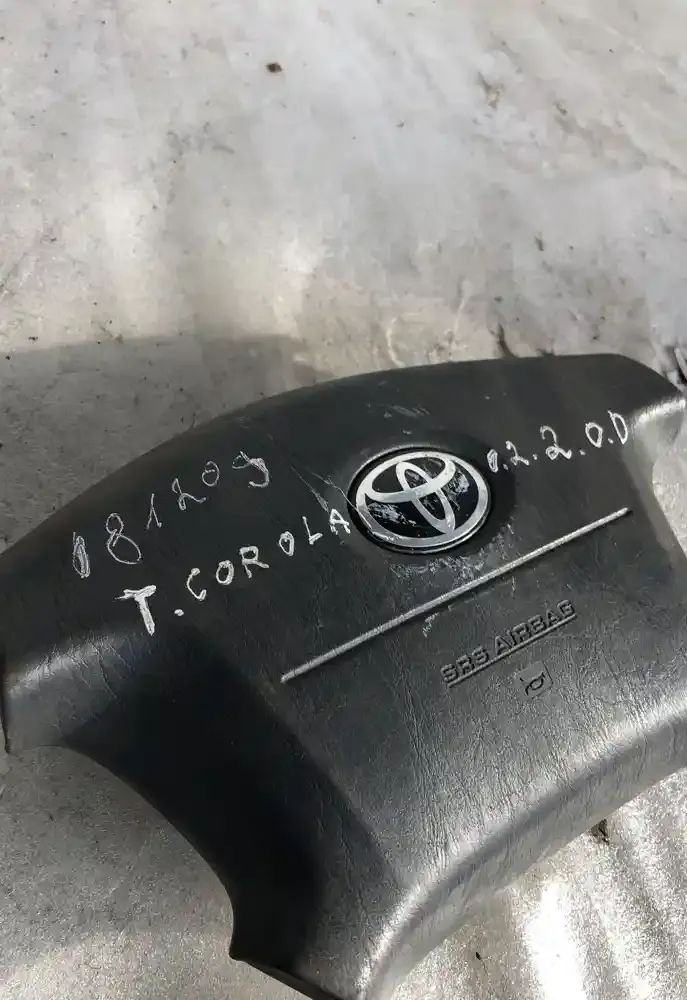 181209
T. COROLA 0.2. 2.0.D
SRS AIRBAG